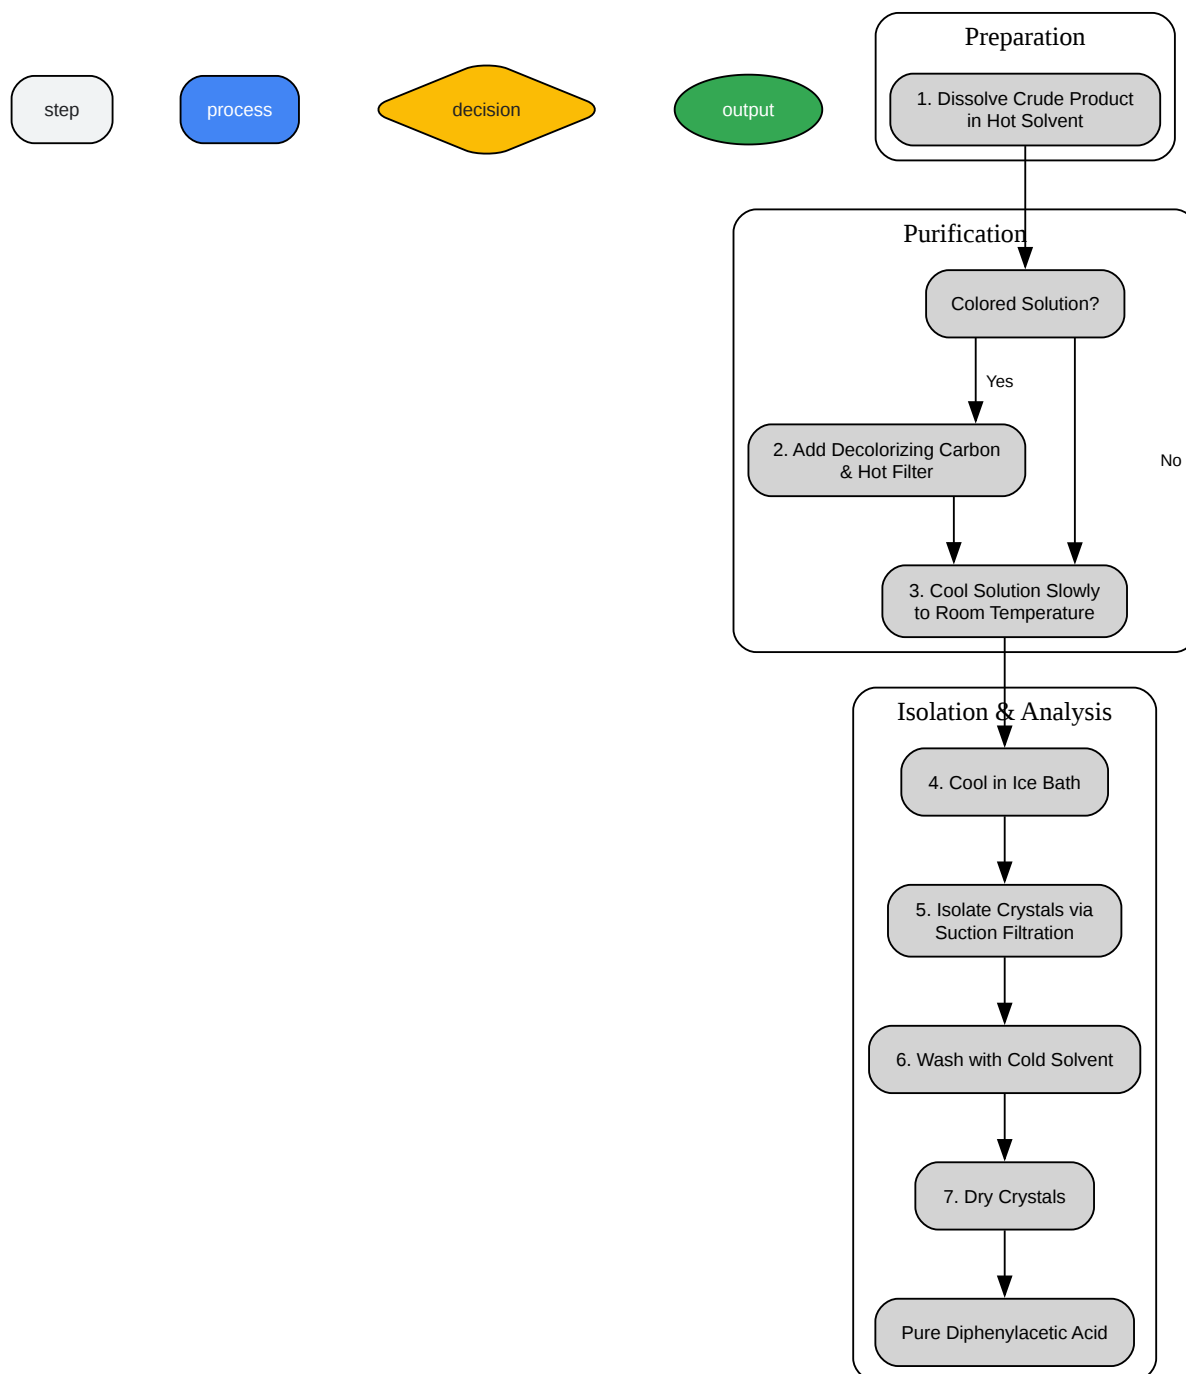 Preparation
step
process
decision
output
1. Dissolve Crude Product
in Hot Solvent
Purification
Colored Solution?
Yes
2. Add Decolorizing Carbon
& Hot Filter
No
3. Cool Solution Slowly
to Room Temperature
Isolation & Analysis
4. Cool in Ice Bath
5. Isolate Crystals via
Suction Filtration
6. Wash with Cold Solvent
7. Dry Crystals
Pure Diphenylacetic Acid